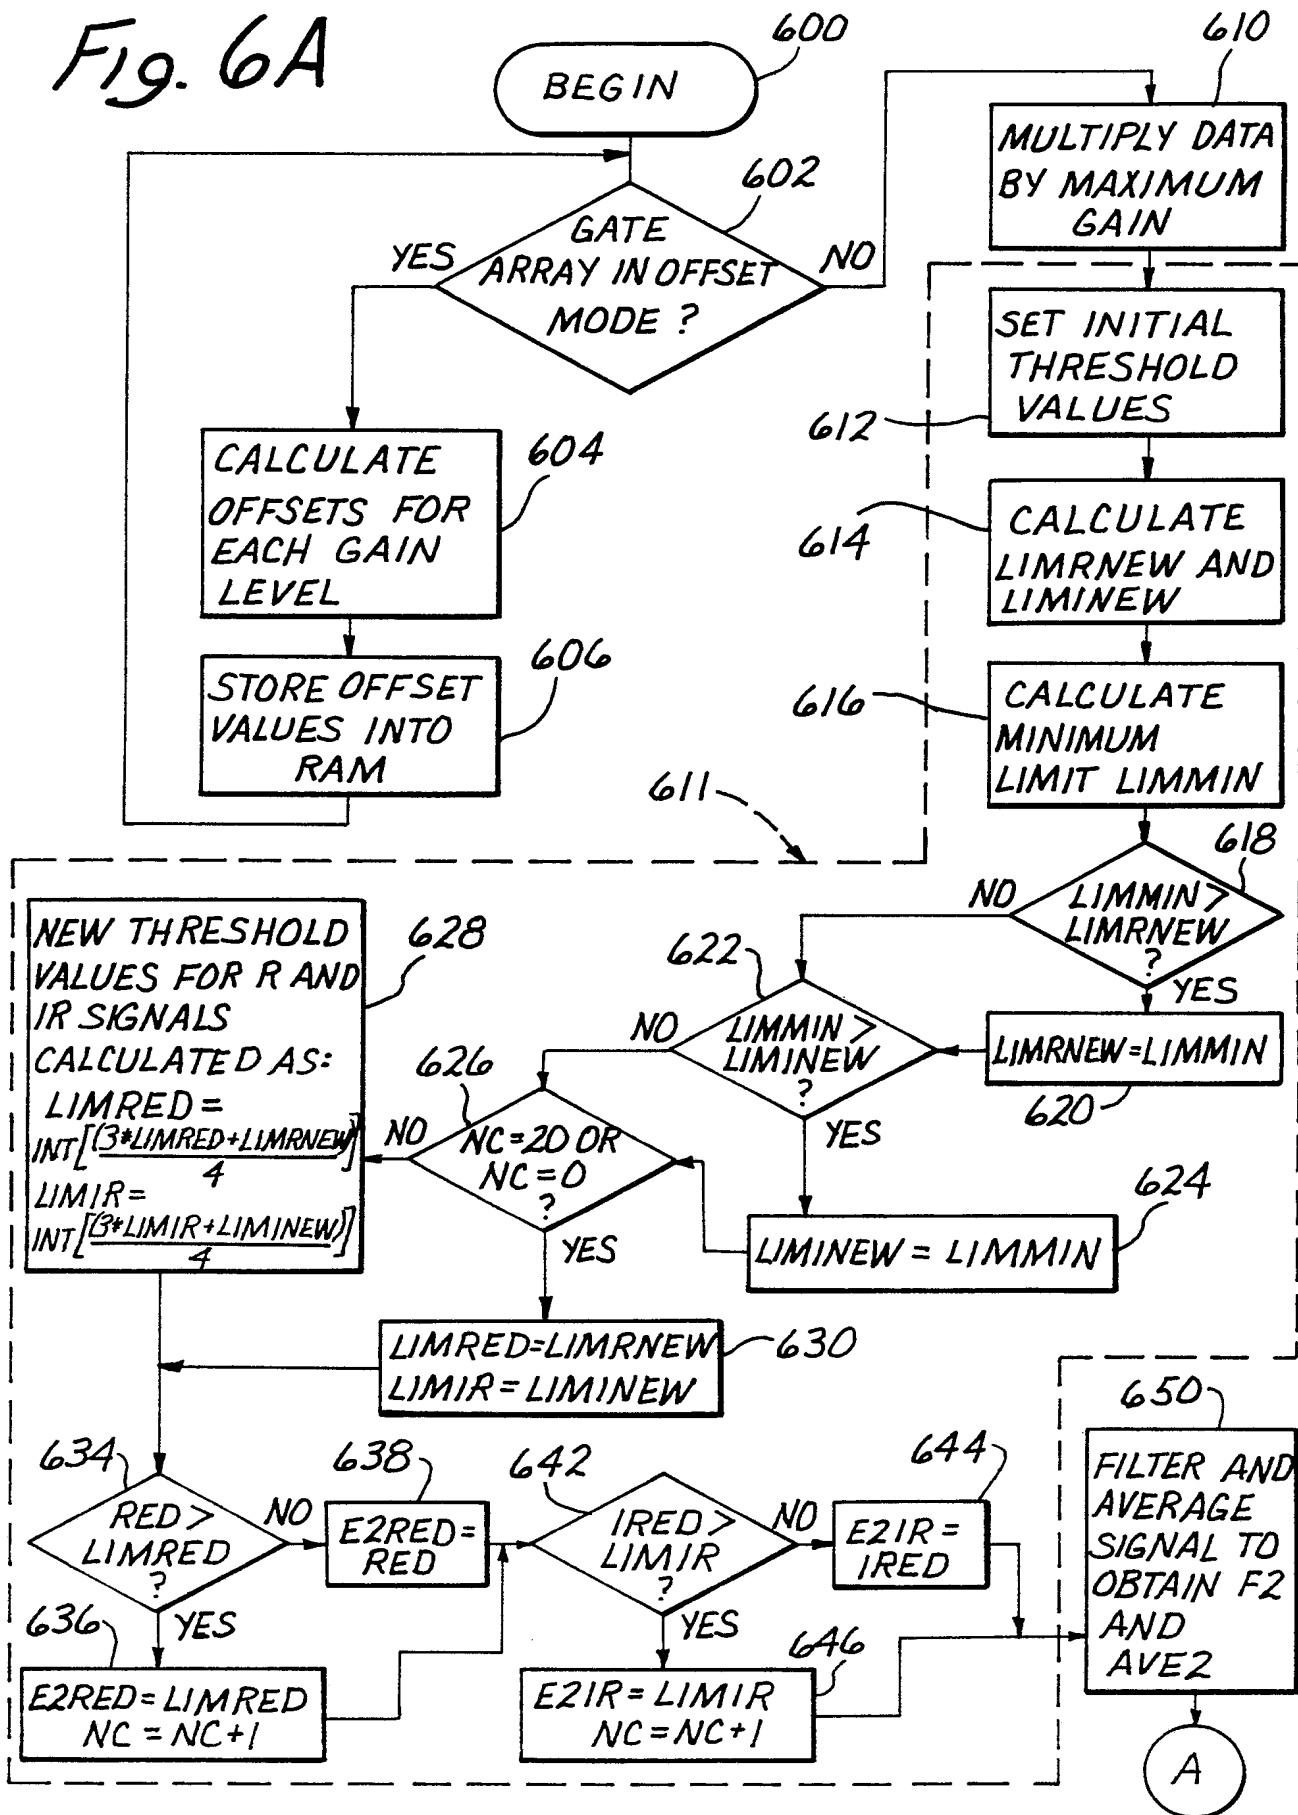 Fig. 6A
600
BEGIN
602
GATE
ARRAY IN OFFSET
MODE ?
YES
NO
610
MULTIPLY DATA
BY MAXIMUM
GAIN
604
CALCULATE
OFFSETS FOR
EACH GAIN
LEVEL
606
STORE OFFSET
VALUES INTO
RAM
612
SET INITIAL
THRESHOLD
VALUES
614
CALCULATE
LIMRNEW AND
LIMINEW
616
CALCULATE
MINIMUM
LIMIT LIMMIN
611
618
LIMMIN >
LIMRNEW
?
NO
YES
LIMRNEW=LIMMIN
620
622
LIMMIN >
LIMINEW
?
NO
YES
624
LIMINEW = LIMMIN
626
NC=20 OR
NC=0
?
NO
YES
628
NEW THRESHOLD
VALUES FOR R AND
IR SIGNALS
CALCULATED AS:
LIMRED =
INT[(3*LIMRED+LIMRNEW)]
4
LIMIR =
INT[(3*LIMIR+LIMINEW)]
4
LIMRED=LIMRNEW
LIMIR=LIMINEW
630
634
RED >
LIMRED
?
NO
YES
638
E2RED=
RED
636
E2RED=LIMRED
NC=NC+1
642
IRED >
LIMIR
?
NO
YES
644
E2IR=
IRED
646
E2IR=LIMIR
NC=NC+1
650
FILTER AND
AVERAGE
SIGNAL TO
OBTAIN F2
AND
AVE2
A